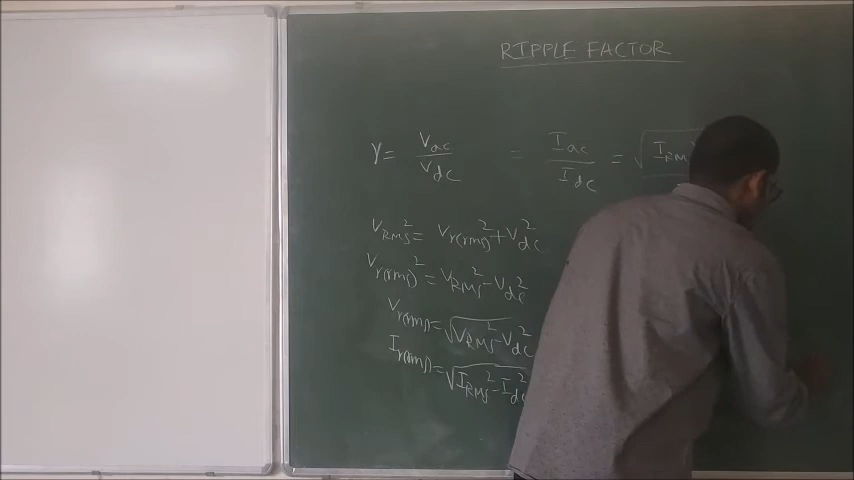 RIPPLE FACTOR
γ = Vac / Vdc = Iac / Idc = √ IRMS
VRMS² = Vr(rms)² + Vdc²
Vr(rms)² = VRMS² - Vdc²
Vr(rms) = √VRMS² - Vdc²
Ir(rms) = √IRMS² - Idc²